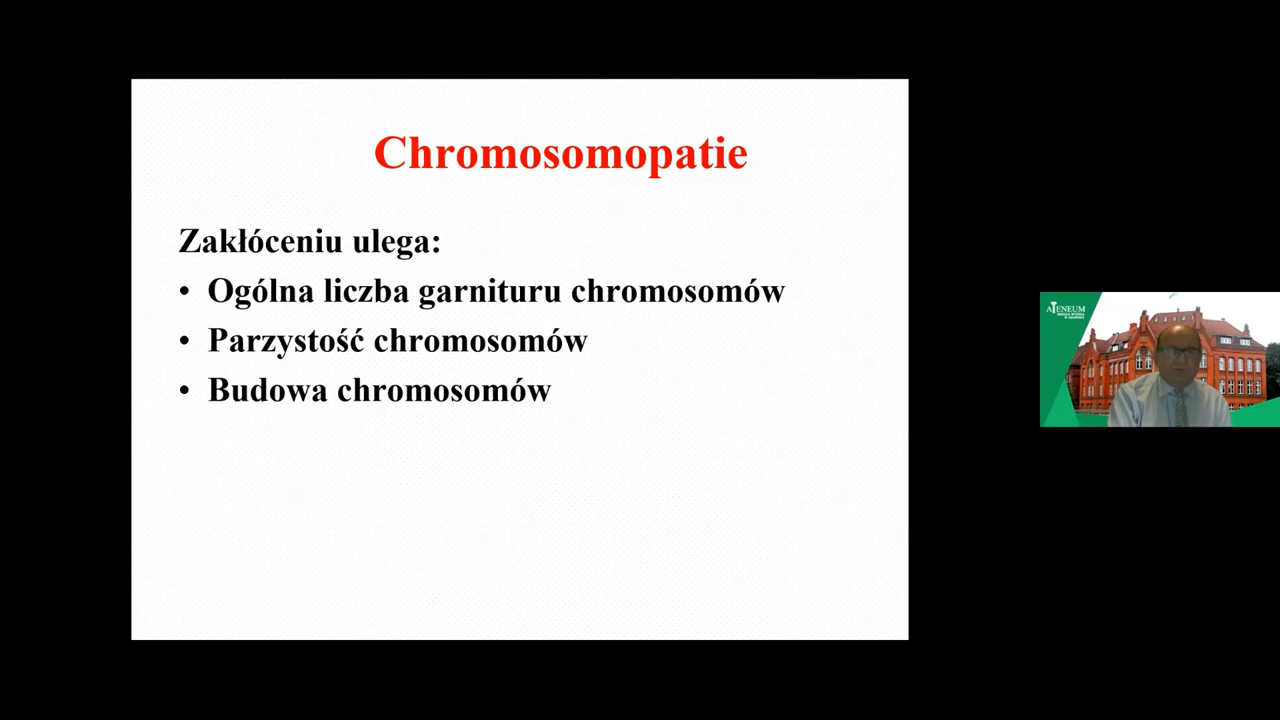 Chromosomopatie
Zakłóceniu ulega:
• Ogólna liczba garnituru chromosomów
• Parzystość chromosomów
• Budowa chromosomów
ATENEUM